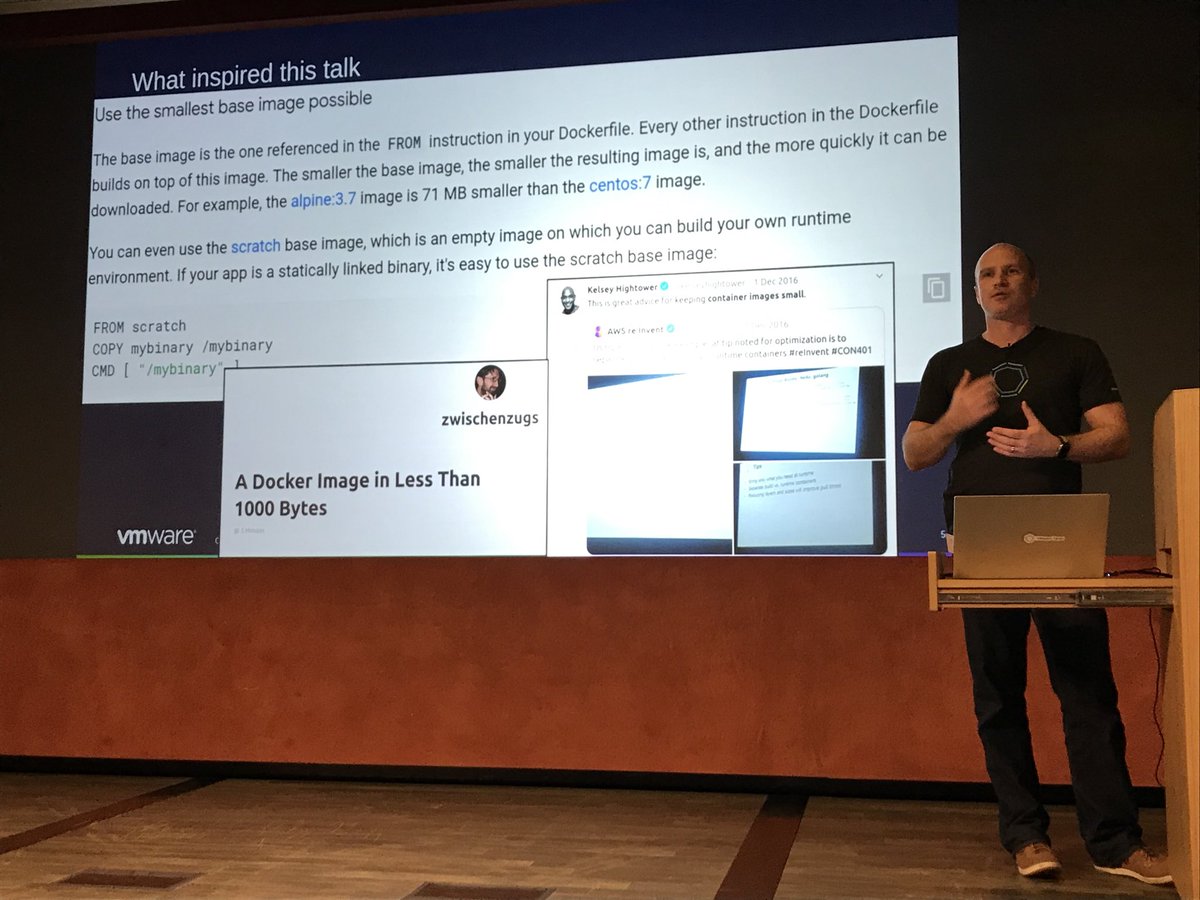 What inspired this talk
Use the smallest base image possible
The base image is the one referenced in the FROM instruction in your Dockerfile. Every other instruction in the Dockerfile
builds on top of this image. The smaller the base image, the smaller the resulting image is, and the more quickly it can be
downloaded. For example, the alpine:3.7 image is 71 MB smaller than the centos:7 image.
You can even use the scratch base image, which is an empty image on which you can build your own runtime
environment. If your app is a statically linked binary, it's easy to use the scratch base image:
FROM scratch
COPY mybinary /mybinary
CMD [ "/mybinary" ]
Kelsey Hightower 1 Dec 2016
This is great advice for keeping container images small.
AWS re:Invent 2016
tip noted for optimization is to
containers #reInvent #CON401
Tips
zwischenzugs
A Docker Image in Less Than
1000 Bytes
vmware
5